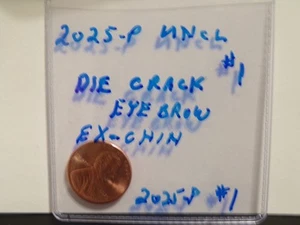 2025-P UNCL
#1
DIE CRACK
EYE BROW
EX-CHIN
2025-P #1